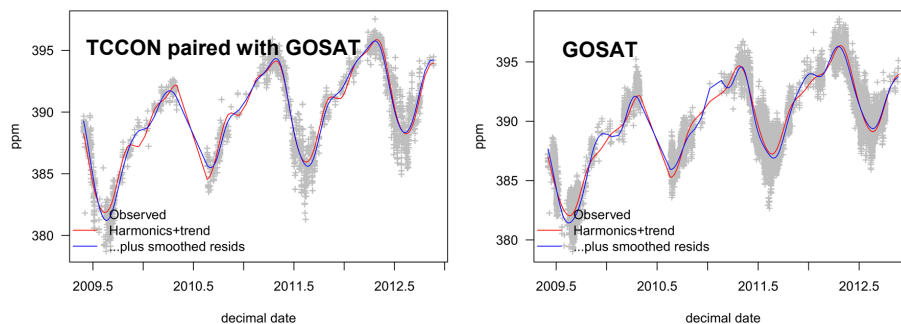 TCCON paired with GOSAT
ppm
395
390
385
380
Observed
Harmonics+trend
...plus smoothed resids
2009.5
2010.5
2011.5
2012.5
decimal date
GOSAT
ppm
395
390
385
380
Observed
Harmonics+trend
...plus smoothed resids
2009.5
2010.5
2011.5
2012.5
decimal date